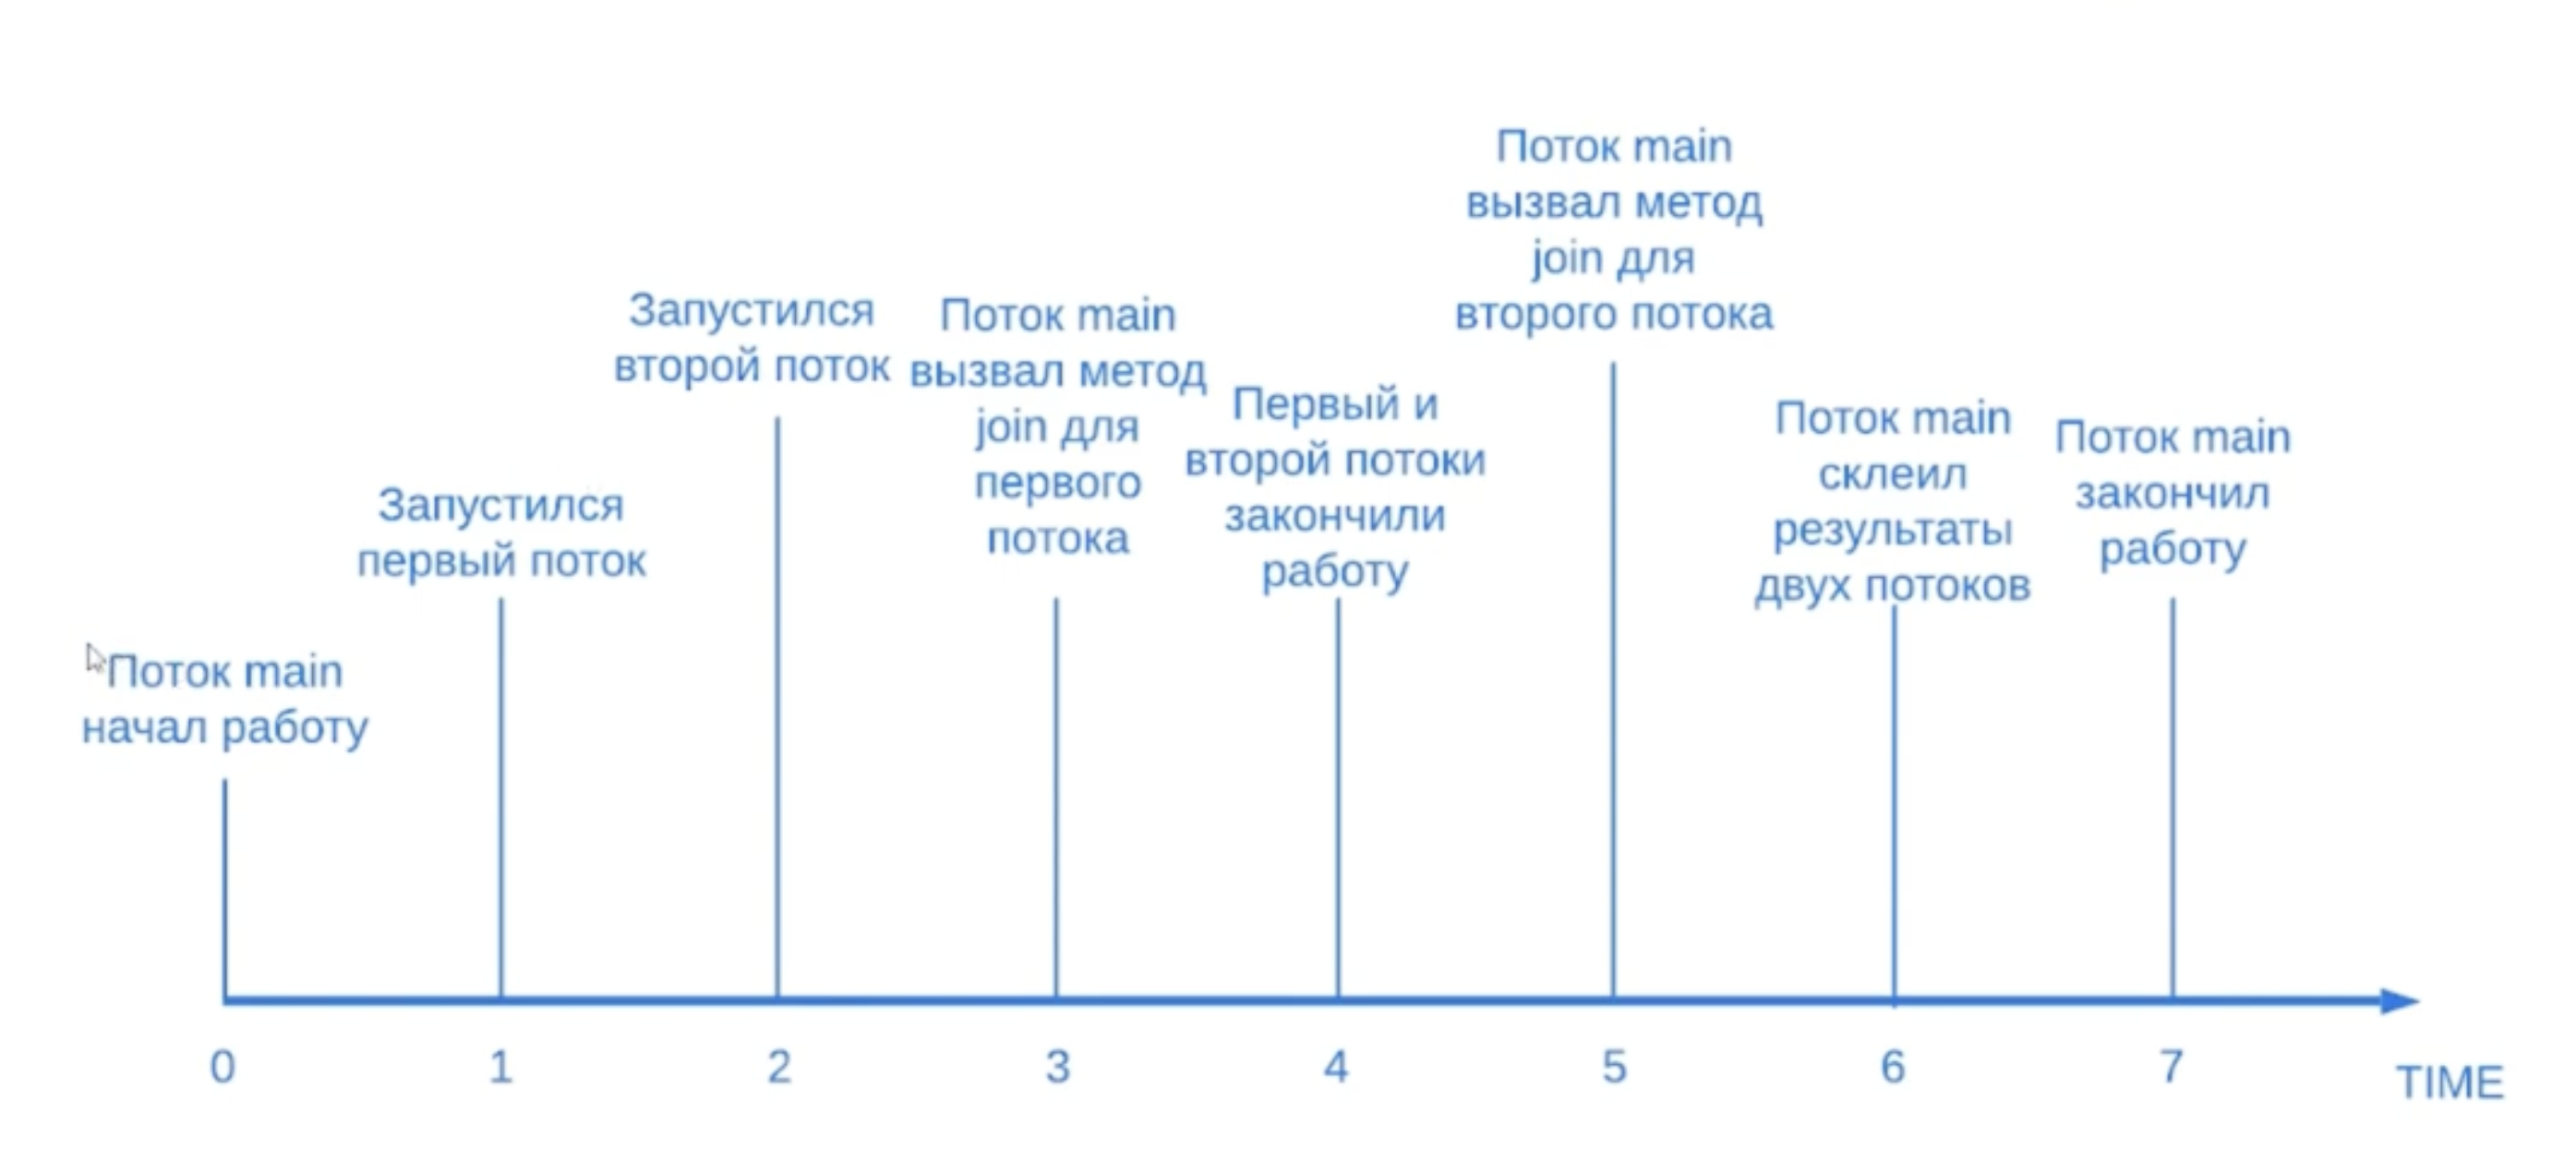 Поток main
начал работу
Запустился
первый поток
Запустился
второй поток
Поток main
вызвал метод
join для
первого
потока
Первый и
второй потоки
закончили
работу
Поток main
вызвал метод
join для
второго потока
Поток main
склеил
результаты
двух потоков
Поток main
закончил
работу
0 1 2 3 4 5 6 7 TIME